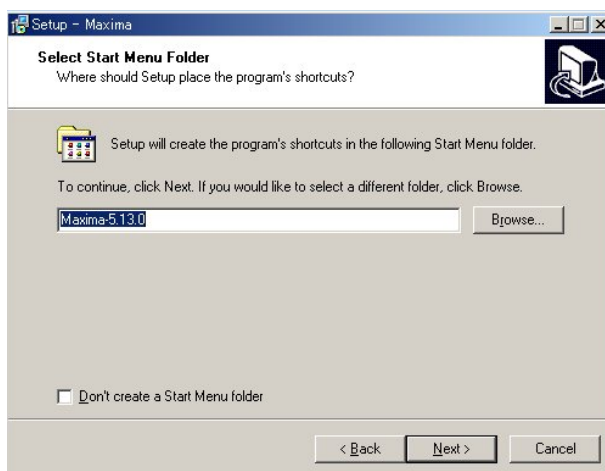 Setup - Maxima
Select Start Menu Folder
Where should Setup place the program's shortcuts?
Setup will create the program's shortcuts in the following Start Menu folder.
To continue, click Next. If you would like to select a different folder, click Browse.
Maxima-5.13.0
Browse...
Don't create a Start Menu folder
< Back
Next >
Cancel